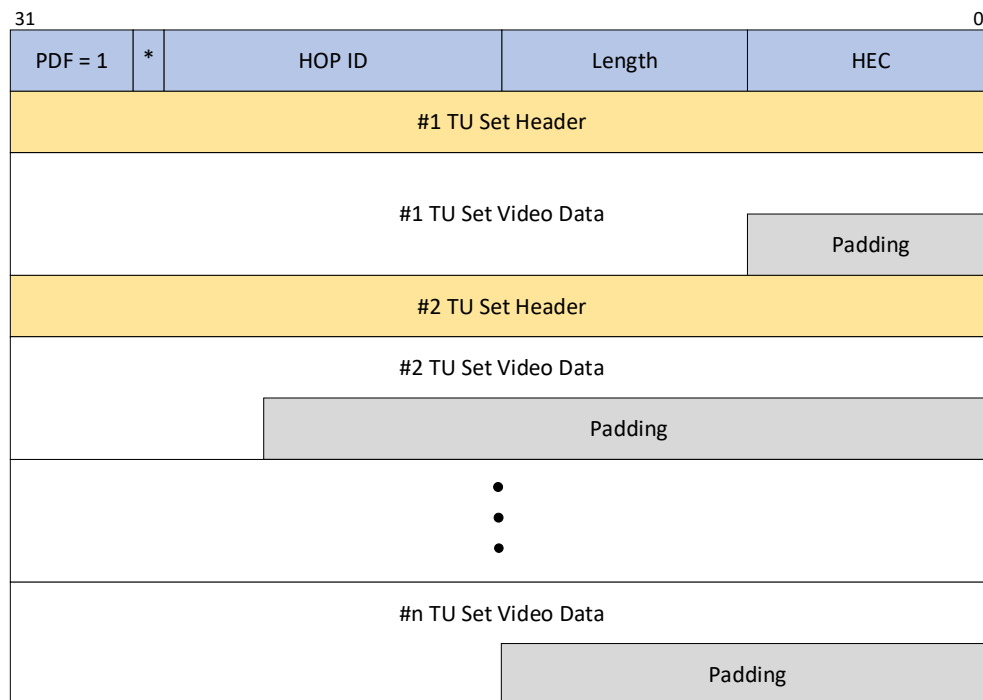 31 0
PDF = 1 * HOP ID Length HEC
#1 TU Set Header
#1 TU Set Video Data
Padding
#2 TU Set Header
#2 TU Set Video Data
Padding
#n TU Set Video Data
Padding